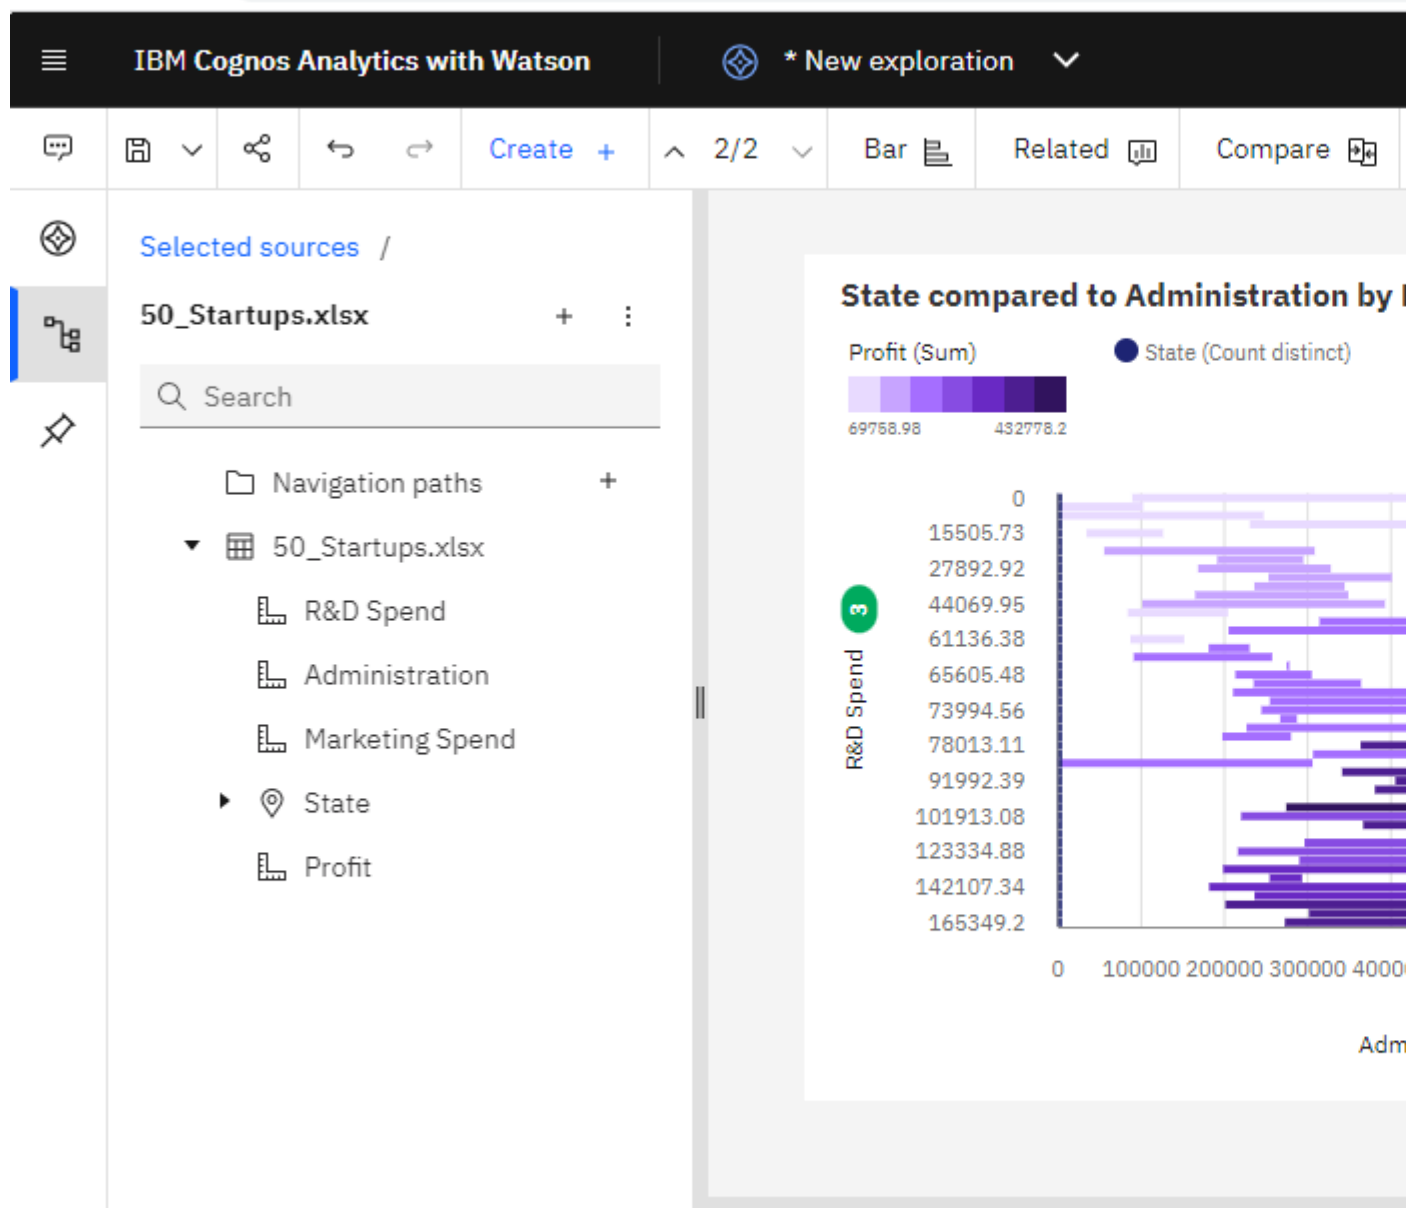 IBM Cognos Analytics with Watson
* New exploration
Create +
2/2
Bar
Related
Compare
Selected sources /
50_Startups.xlsx
Search
Navigation paths
50_Startups.xlsx
R&D Spend
Administration
Marketing Spend
State
Profit
State compared to Administration by
Profit (Sum)
State (Count distinct)
69758.98
432778.2
0
15505.73
27892.92
44069.95
61136.38
65605.48
73994.56
78013.11
91992.39
101913.08
123334.88
142107.34
165349.2
R&D Spend
3
0 100000 200000 300000 4000
Adm